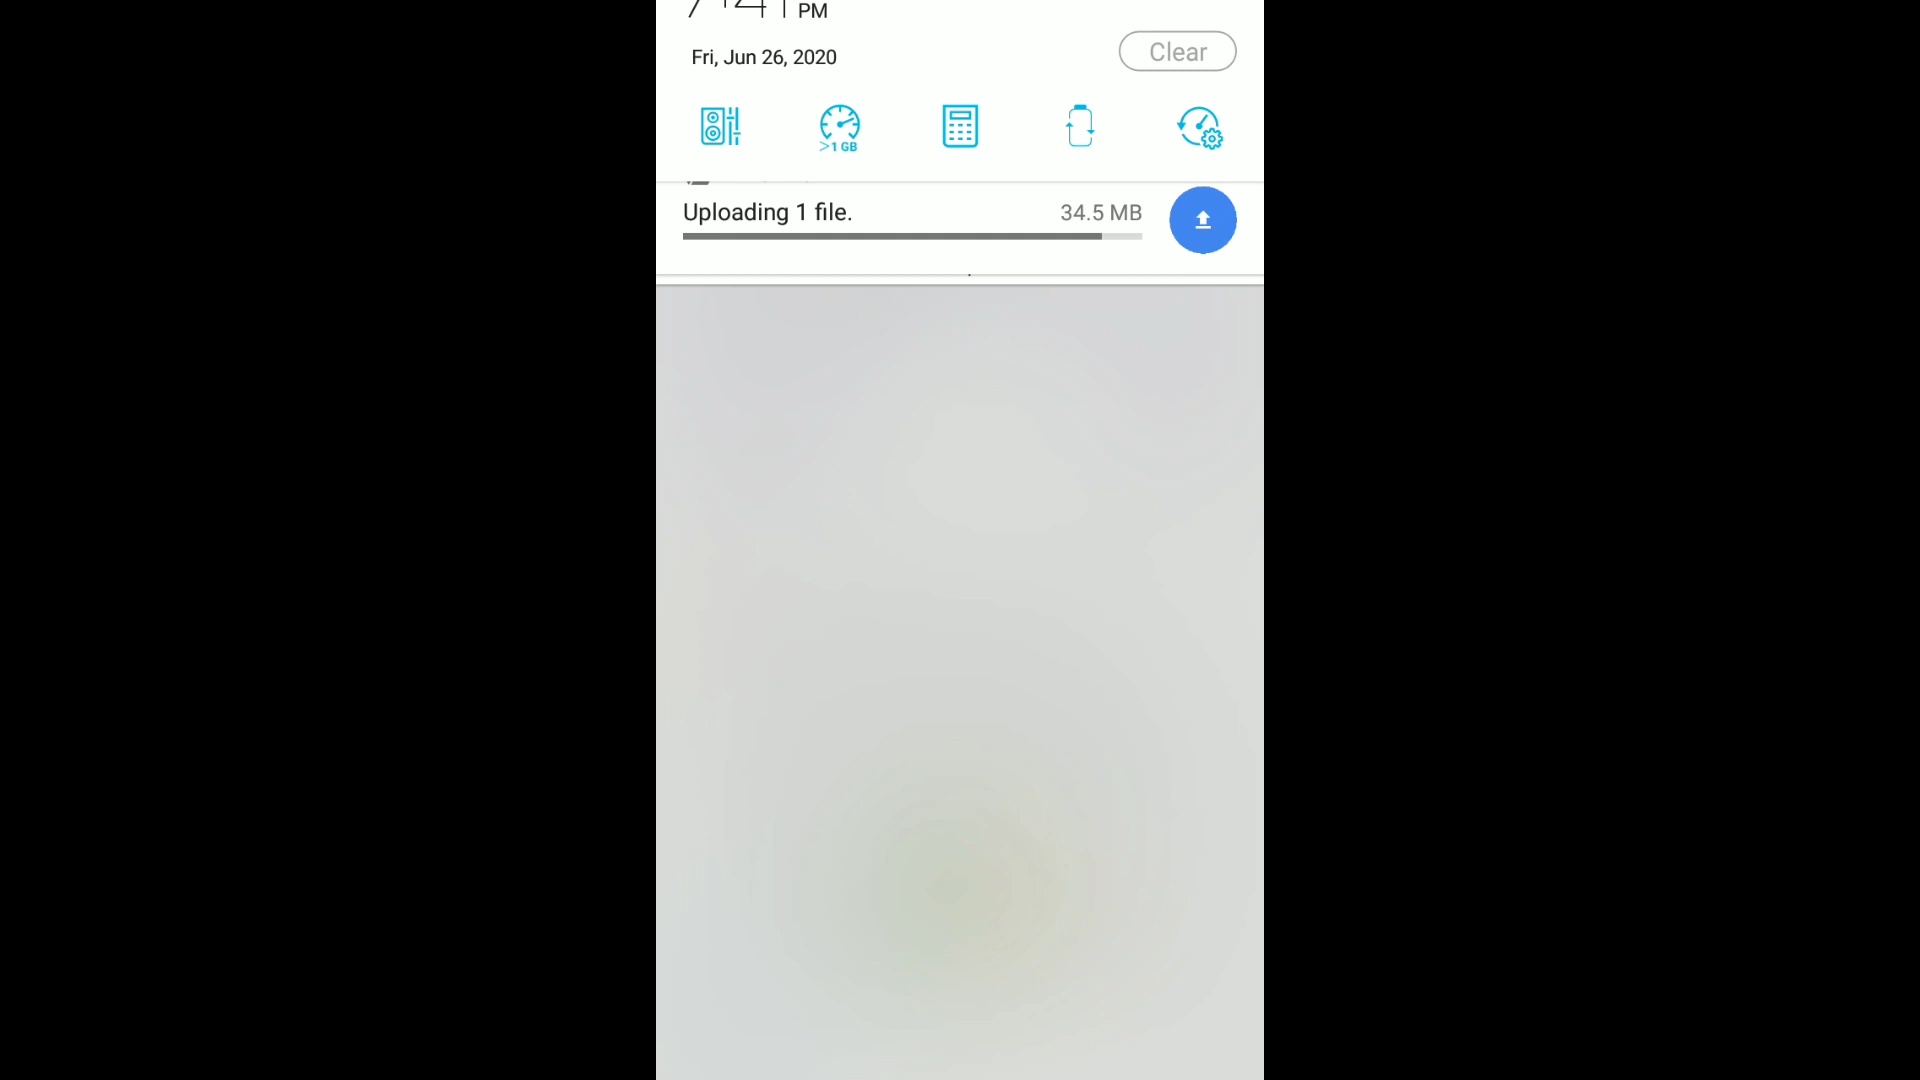 PM
Fri, Jun 26, 2020
Clear
>1 GB
Uploading 1 file.
34.5 MB